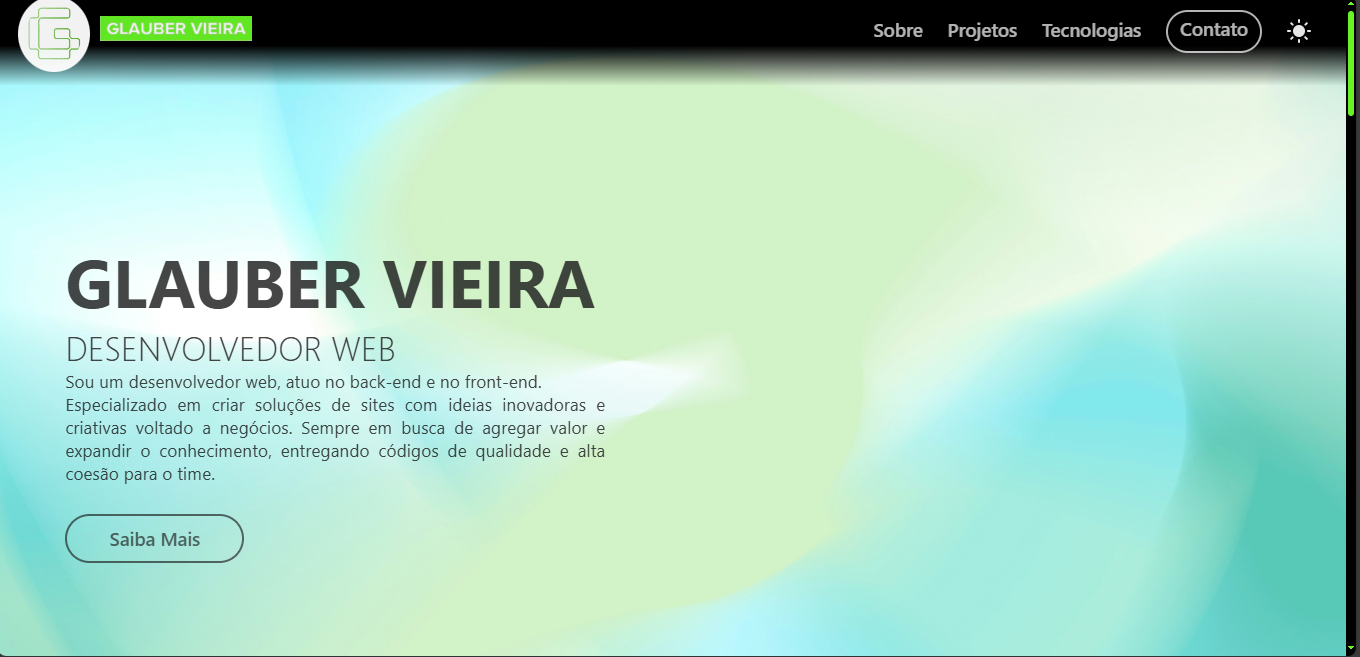 GLAUBER VIEIRA
Sobre Projetos Tecnologias Contato
GLAUBER VIEIRA
DESENVOLVEDOR WEB
Sou um desenvolvedor web, atuo no back-end e no front-end.
Especializado em criar soluções de sites com ideias inovadoras e
criativas voltado a negócios. Sempre em busca de agregar valor e
expandir o conhecimento, entregando códigos de qualidade e alta
coesão para o time.
Saiba Mais